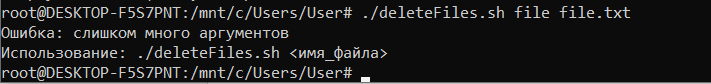 root@DESKTOP-F5S7PNT:/mnt/c/Users/User# ./deleteFiles.sh file file.txt
Ошибка: слишком много аргументов
Использование: ./deleteFiles.sh <имя_файла>
root@DESKTOP-F5S7PNT:/mnt/c/Users/User#